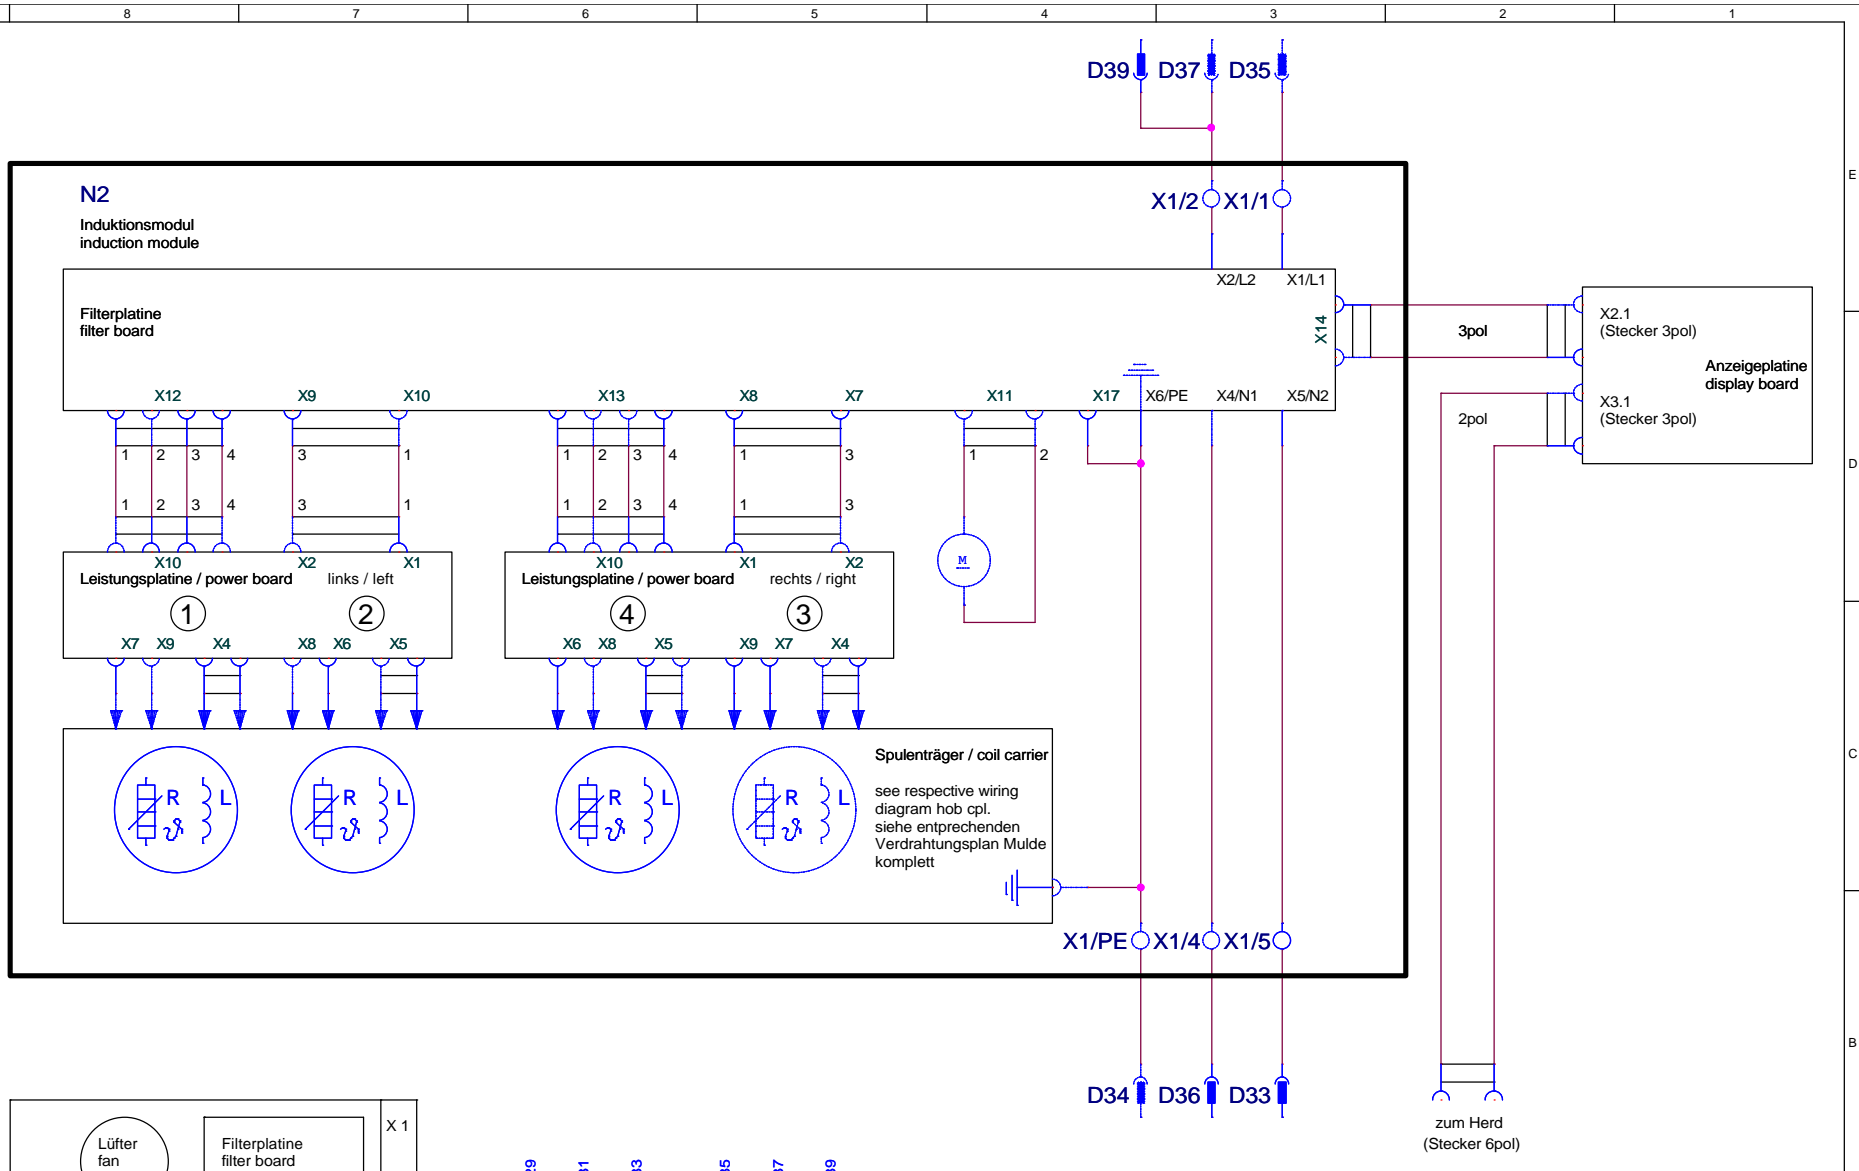 8 7 6 5 4 3 2 1
D39 D37 D35
E
N2
X1/2 X1/1
Induktionsmodul
induction module
X2/L2 X1/L1
Filterplatine
filter board
X14
3pol
X2.1
(Stecker 3pol)
Anzeigeplatine
display board
X12 X9 X10 X13 X8 X7 X11 X17 X6/PE X4/N1 X5/N2
X3.1
(Stecker 3pol)
2pol
1 2 3 4 3 1 1 2 3 4 1 3 1 2
D
1 2 3 4 3 1 1 2 3 4 1 3
X10 X2 X1 X10 X1 X2
M
Leistungsplatine / power board links / left
Leistungsplatine / power board rechts / right
1 2 4 3
X7 X9 X4 X8 X6 X5 X6 X8 X5 X9 X7 X4
Spulenträger / coil carrier
C
see respective wiring
diagram hob cpl.
siehe entprechenden
Verdrahtungsplan Mulde
komplett
R L R L R L R L
ϑ ϑ ϑ ϑ
X1/PE X1/4 X1/5
B
D34 D36 D33
zum Herd
(Stecker 6pol)
X 1
Lüfter
fan
Filterplatine
filter board